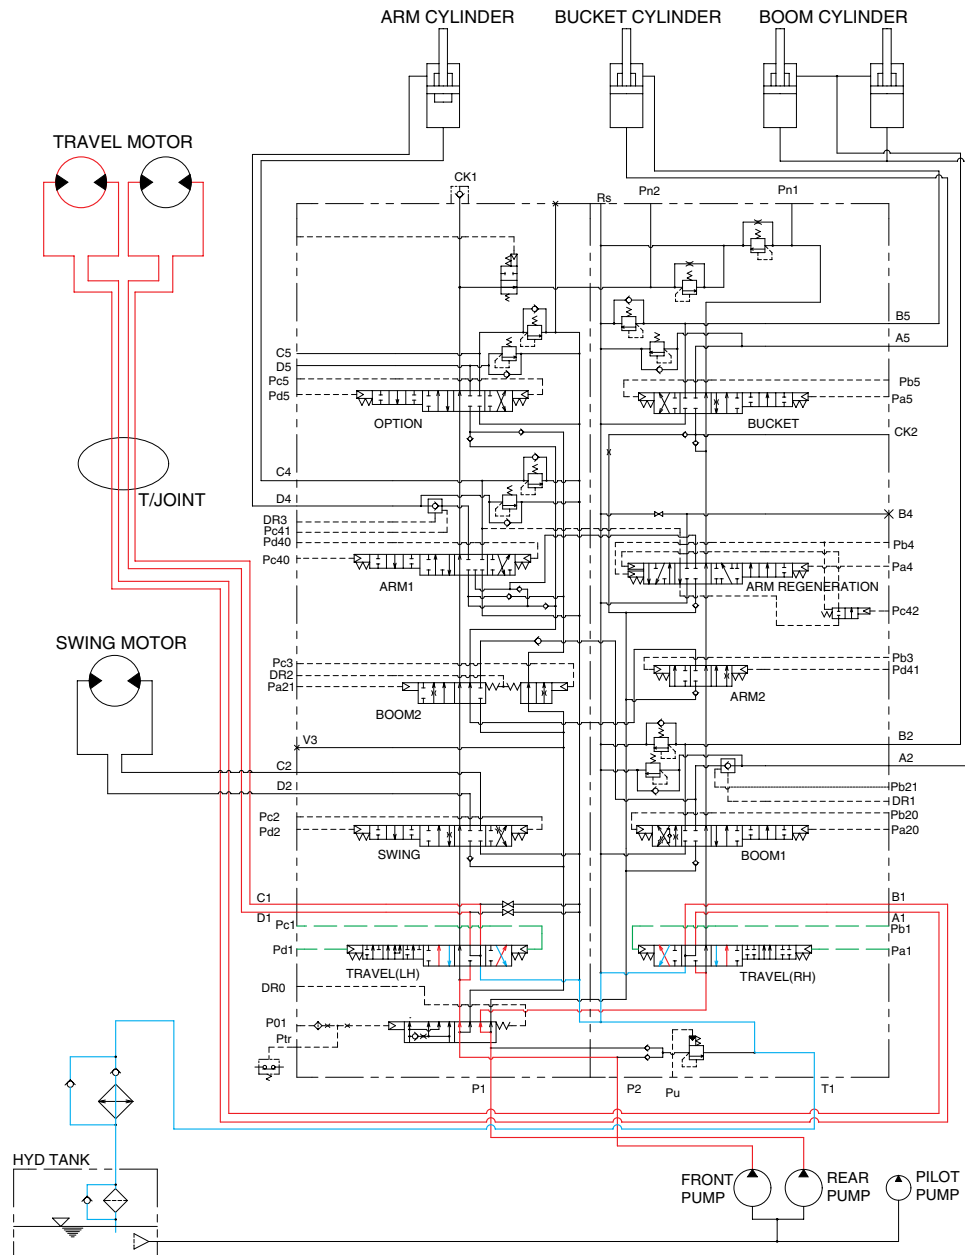 ARM CYLINDER
BUCKET CYLINDER
BOOM CYLINDER
TRAVEL MOTOR
CK1
Rs
Pn2
Pn1
B5
A5
C5
D5
Pc5
Pd5
Pb5
Pa5
OPTION
BUCKET
CK2
T/JOINT
C4
D4
DR3
Pc41
Pd40
Pc40
B4
Pb4
Pa4
ARM1
ARM REGENERATION
Pc42
SWING MOTOR
Pc3
DR2
Pa21
Pb3
Pd41
BOOM2
ARM2
V3
B2
A2
C2
D2
Pb21
DR1
Pc2
Pd2
Pb20
Pa20
SWING
BOOM1
C1
D1
Pc1
Pd1
B1
A1
Pb1
Pa1
TRAVEL(LH)
TRAVEL(RH)
DR0
P01
Ptr
P1
P2
Pu
T1
HYD TANK
FRONT
PUMP
REAR
PUMP
PILOT
PUMP